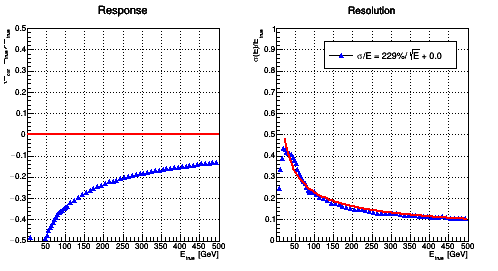 Response
0.5
0.4
0.3
0.2
0.1
0
−0.1
−0.2
−0.3
−0.4
−0.5
50 100 150 200 250 300 350 400 450 500
E_true [GeV]
Resolution
σ(E)/E_true
1
0.9
0.8
0.7
0.6
0.5
0.4
0.3
0.2
0.1
0
σ/E = 229%/√E + 0.0
50 100 150 200 250 300 350 400 450 500
E_true [GeV]